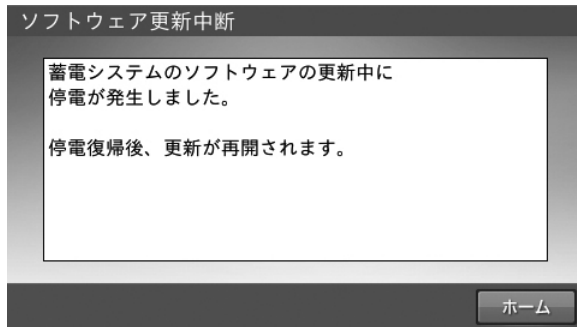 ソフトウェア更新中断
蓄電システムのソフトウェアの更新中に
停電が発生しました。
停電復帰後、更新が再開されます。
ホーム